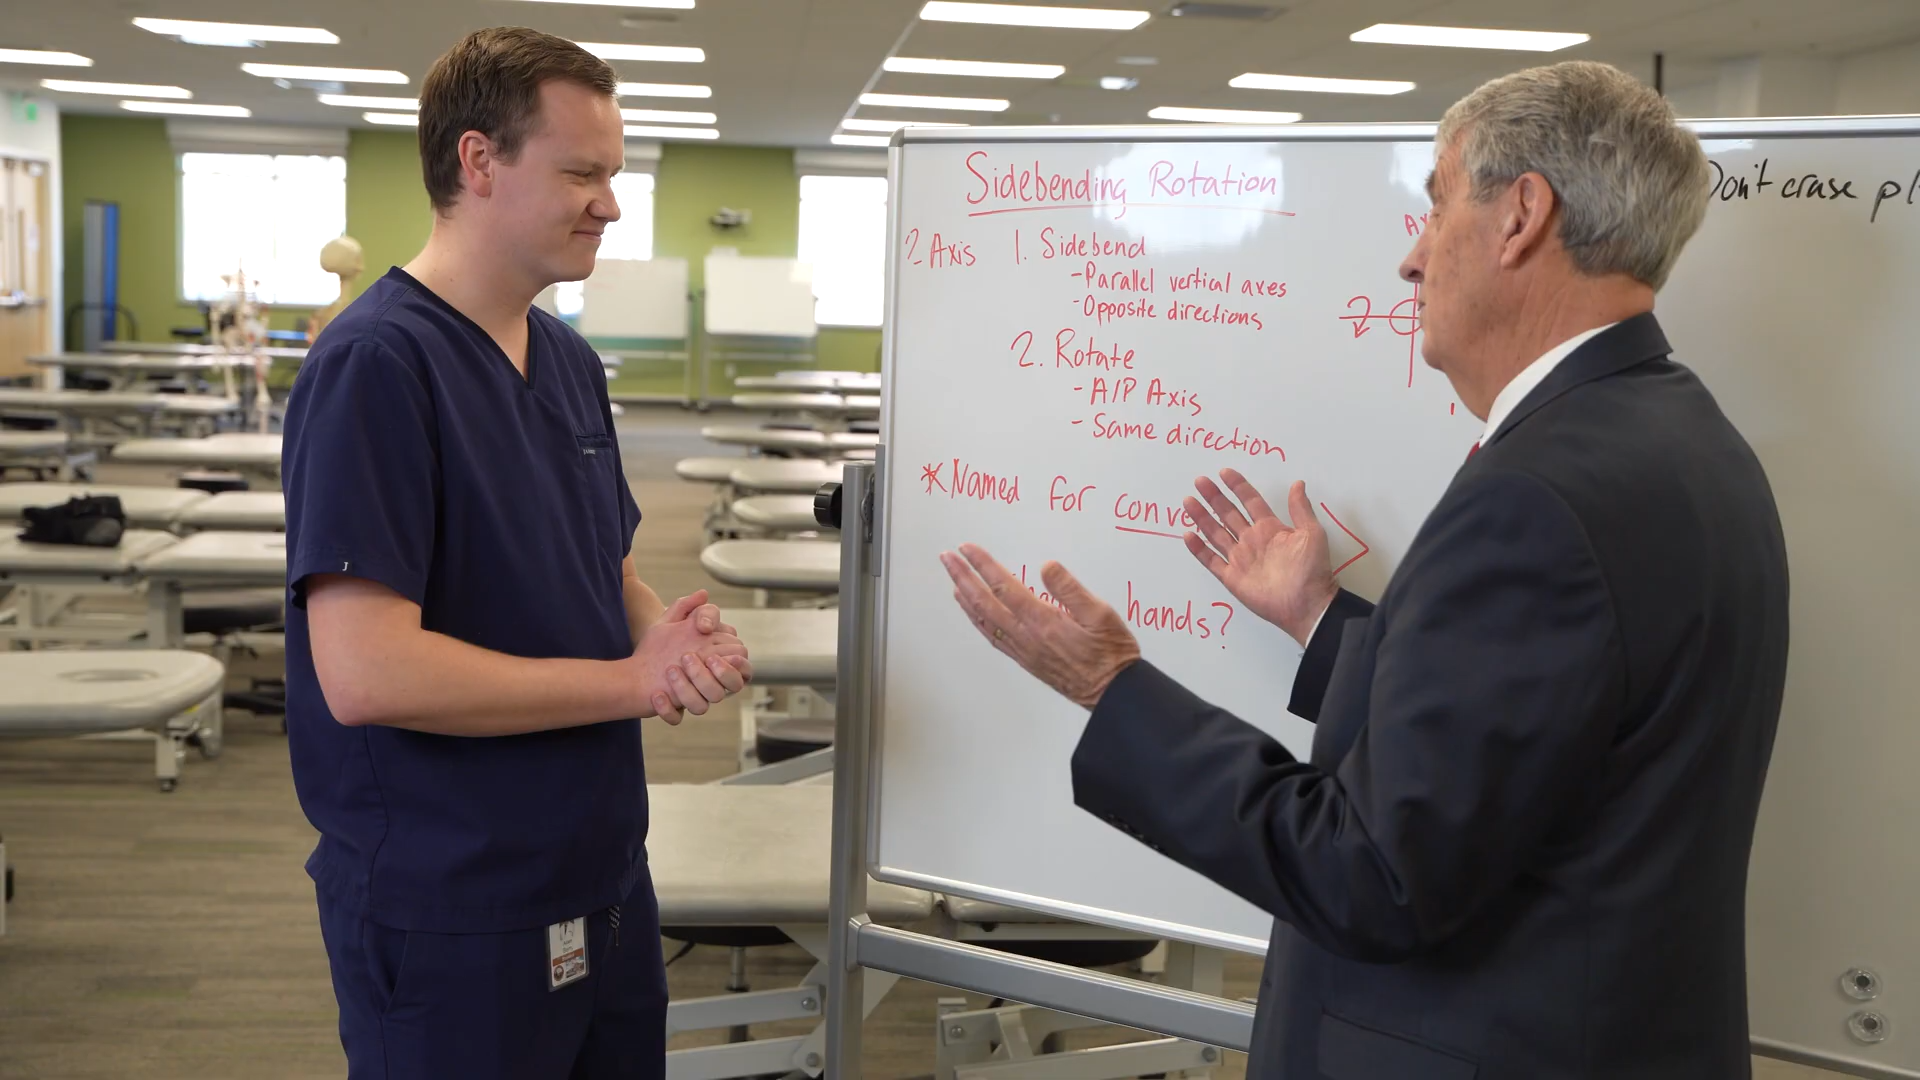 Sidebending Rotation
2 Axis 1. Sidebend
-Parallel vertical axes
-Opposite directions
2. Rotate
-A/P Axis
-Same direction
*Named for
hands?
Don't erase
J